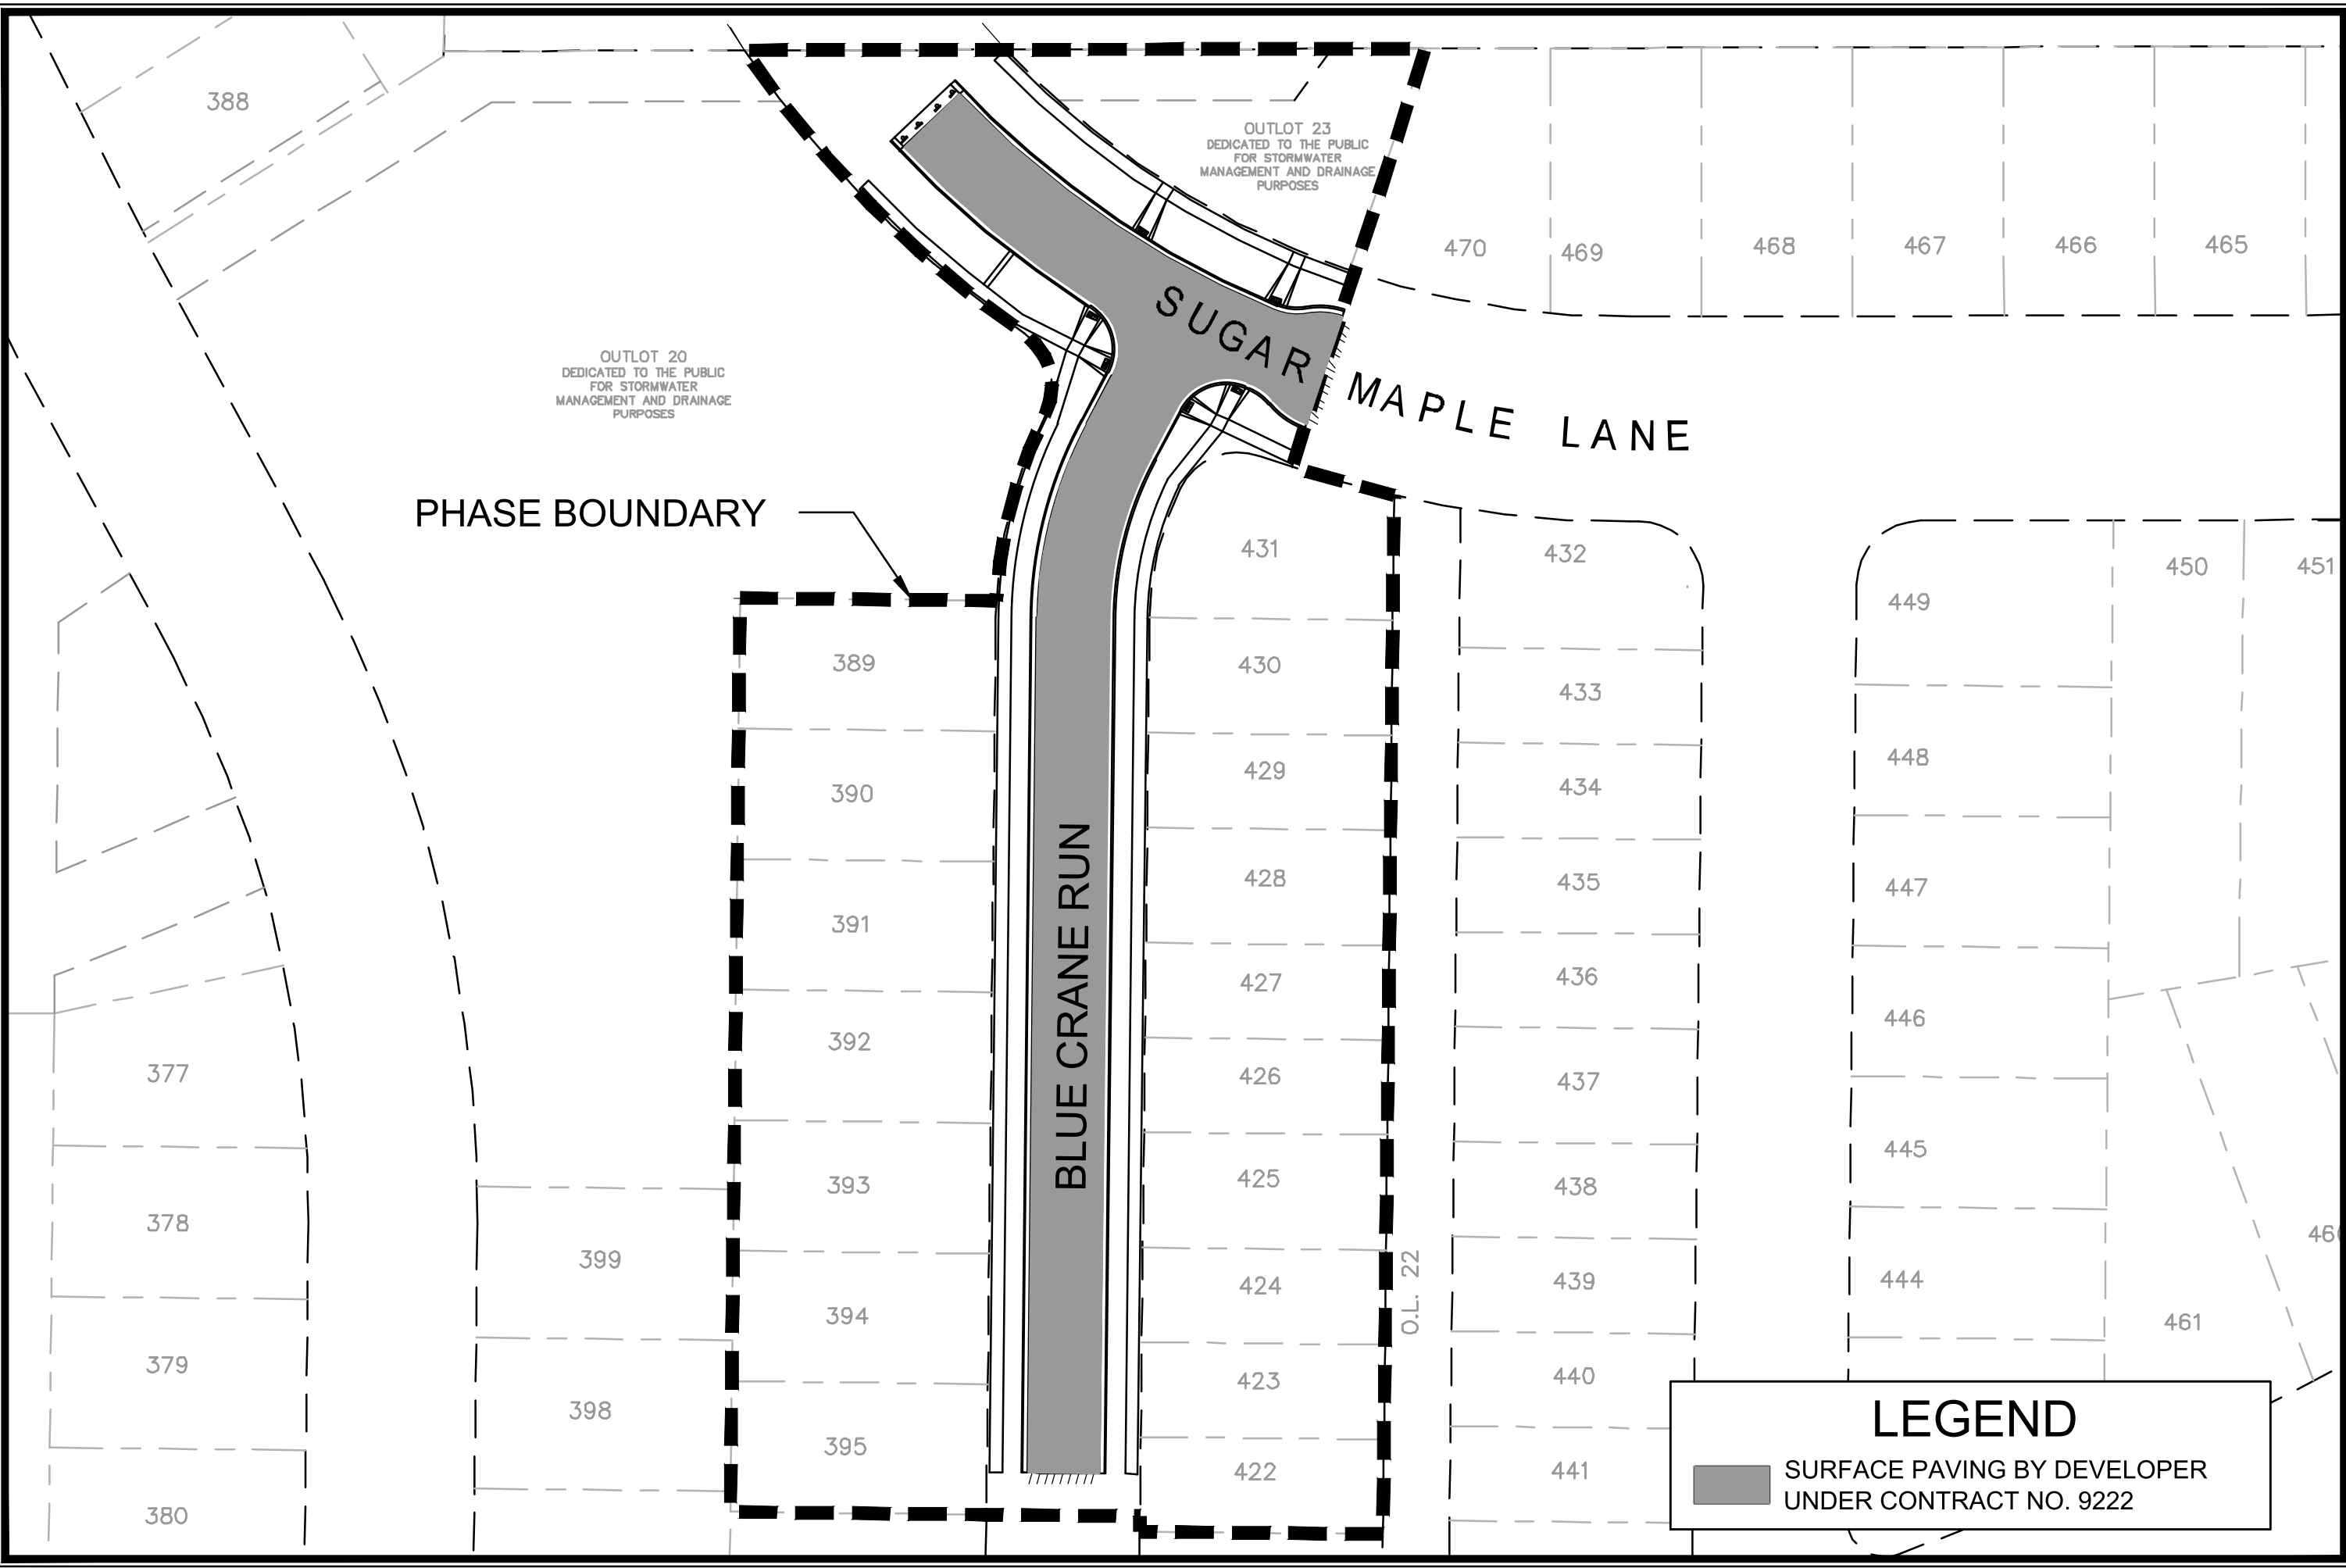 388
OUTLOT 23
DEDICATED TO THE PUBLIC
FOR STORMWATER
MANAGEMENT AND DRAINAGE
PURPOSES
470
469
468
467
466
465
SUGAR MAPLE LANE
OUTLOT 20
DEDICATED TO THE PUBLIC
FOR STORMWATER
MANAGEMENT AND DRAINAGE
PURPOSES
PHASE BOUNDARY
431
432
450
451
449
389
430
433
390
429
434
448
391
428
435
447
BLUE CRANE RUN
392
427
436
446
377
426
437
445
393
425
438
378
399
394
424
O.L. 22
439
444
461
379
398
395
423
440
380
422
441
LEGEND
SURFACE PAVING BY DEVELOPER
UNDER CONTRACT NO. 9222